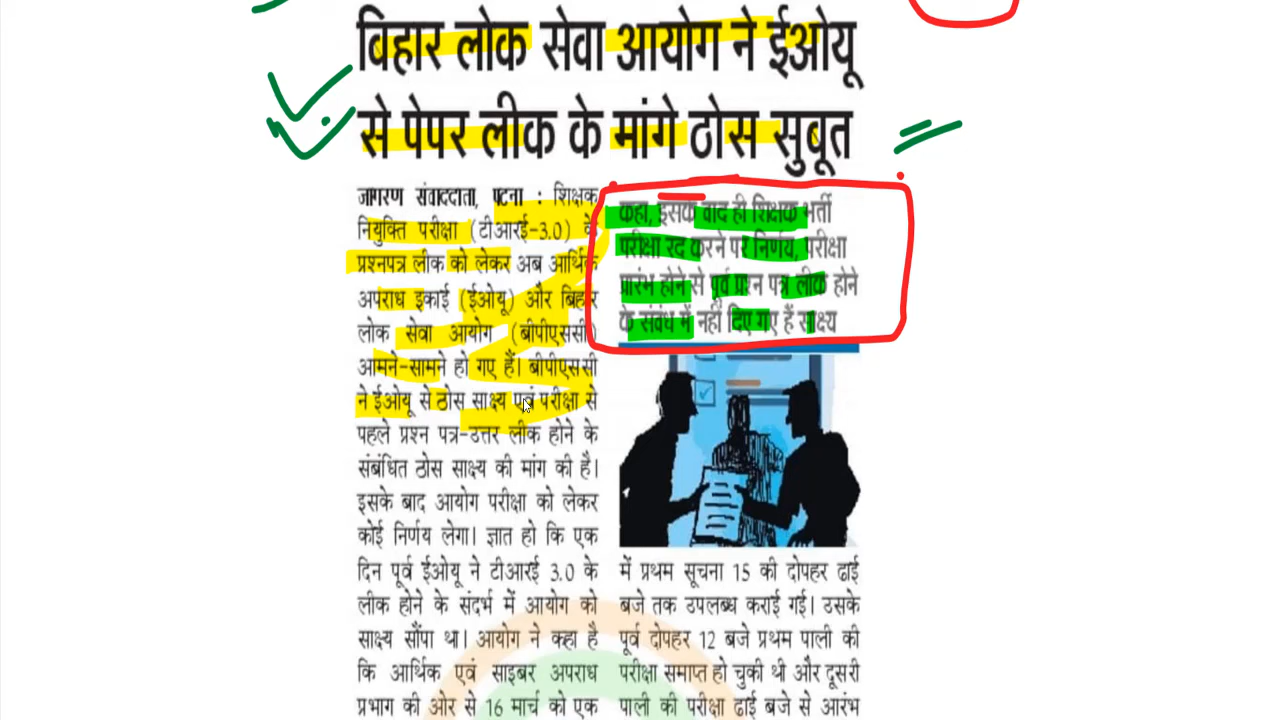 बिहार लोक सेवा आयोग ने ईओयू
से पेपर लीक के मांगे ठोस सुबूत
जागरण संवाददाता, पटना : शिक्षक
नियुक्ति परीक्षा (टीआरई-3.0) के
प्रश्नपत्र लीक को लेकर अब आर्थिक
अपराध इकाई (ईओयू) और बिहार
लोक सेवा आयोग (बीपीएससी)
आमने-सामने हो गए हैं। बीपीएससी
ने ईओयू से ठोस साक्ष्य एवं परीक्षा से
पहले प्रश्न पत्र-उत्तर लीक होने के
संबंधित ठोस साक्ष्य की मांग की है।
इसके बाद आयोग परीक्षा को लेकर
कोई निर्णय लेगा। ज्ञात हो कि एक
दिन पूर्व ईओयू ने टीआरई 3.0 के
लीक होने के संदर्भ में आयोग को
साक्ष्य सौंपा था। आयोग ने कहा है
कि आर्थिक एवं साइबर अपराध
प्रभाग की ओर से 16 मार्च को एक
कहा, इसके वाद ही शिक्षक भर्ती
परीक्षा रद करने पर निर्णय, परीक्षा
प्रारंभ होने से पूर्व प्रश्न पत्र लीक होने
के संबंध में नहीं दिए गए हैं साक्ष्य
में प्रथम सूचना 15 की दोपहर ढाई
बजे तक उपलब्ध कराई गई। उसके
पूर्व दोपहर 12 बजे प्रथम पाली की
परीक्षा समाप्त हो चुकी थी और दूसरी
पाली की परीक्षा ढाई बजे से आरंभ